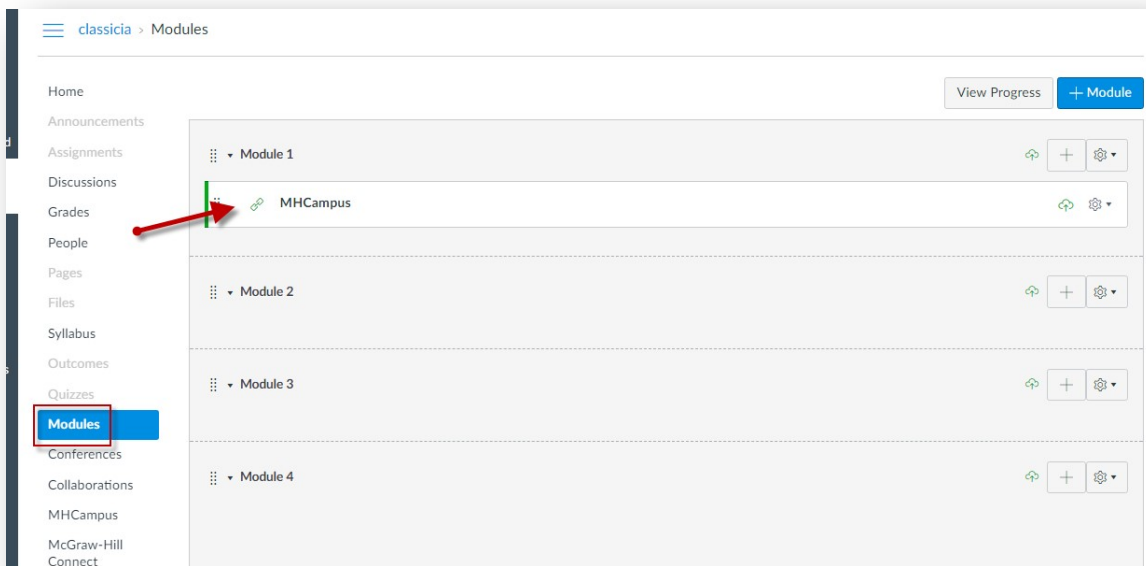 classicia › Modules
Home
Announcements
Assignments
Discussions
Grades
People
Pages
Files
Syllabus
Outcomes
Quizzes
Modules
Conferences
Collaborations
MHCampus
McGraw-Hill
Connect
View Progress
+ Module
Module 1
MHCampus
Module 2
Module 3
Module 4
d
s